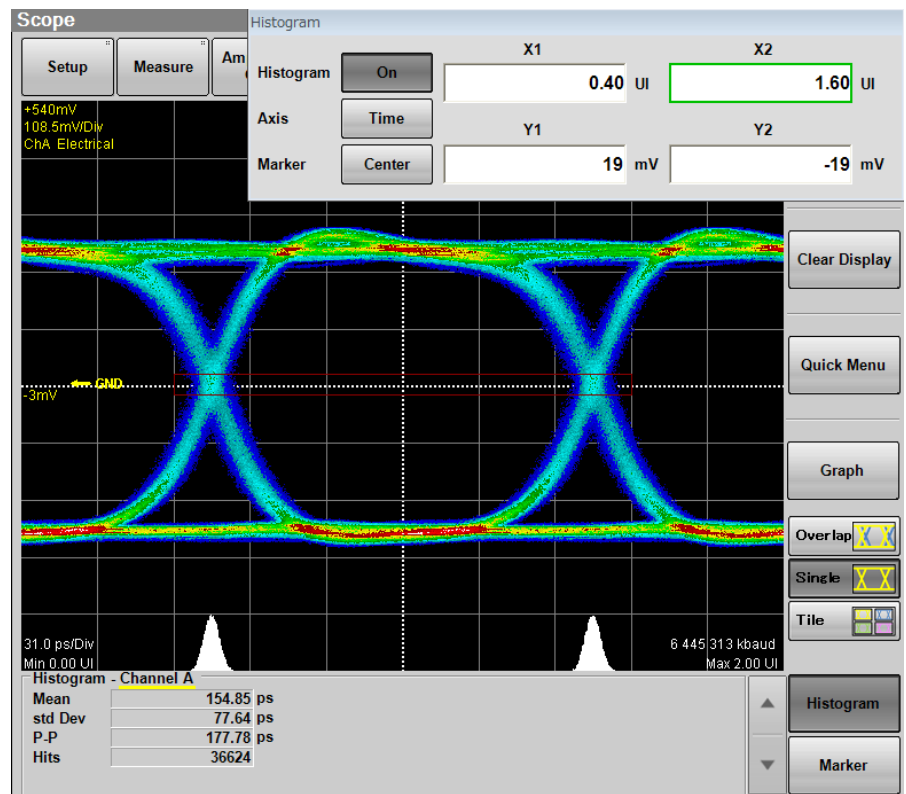 Scope
Histogram
Setup
Measure
Am
Histogram
On
X1
0.40 UI
X2
1.60 UI
Axis
Time
Marker
Center
Y1
19 mV
Y2
-19 mV
+540mV
108.5mV/Div
ChA Electrical
GND
-3mV
31.0 ps/Div
Min 0.00 UI
6 445 313 kbaud
Max 2.00 UI
Clear Display
Quick Menu
Graph
Overlap
Single
Tile
Histogram
Marker
Histogram - Channel A
Mean 154.85 ps
std Dev 77.64 ps
P-P 177.78 ps
Hits 36624